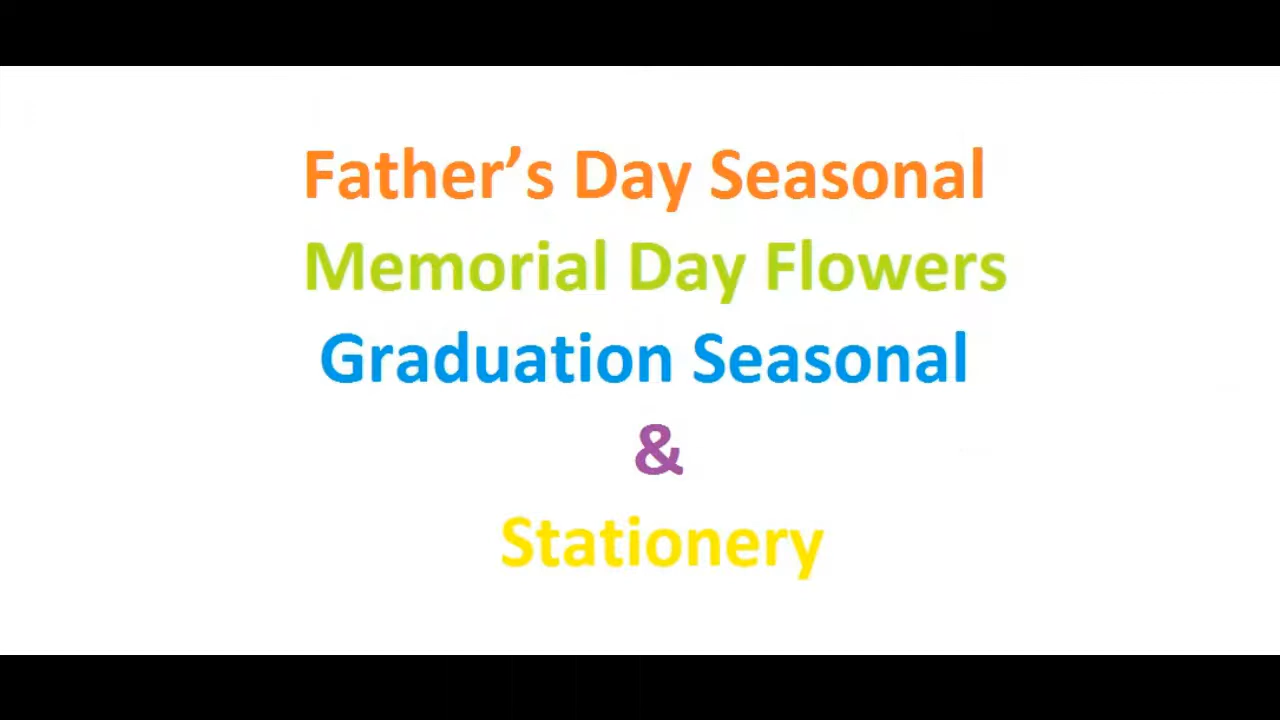 Father’s Day Seasonal
Memorial Day Flowers
Graduation Seasonal
&
Stationery